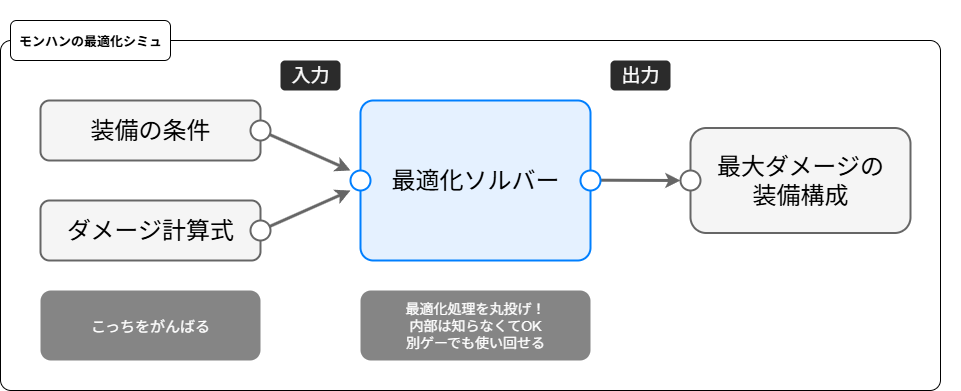 モンハンの最適化シミュ
入力
出力
装備の条件
ダメージ計算式
最適化ソルバー
最大ダメージの
装備構成
こっちをがんばる
最適化処理を丸投げ！
内部は知らなくてOK
別ゲーでも使い回せる